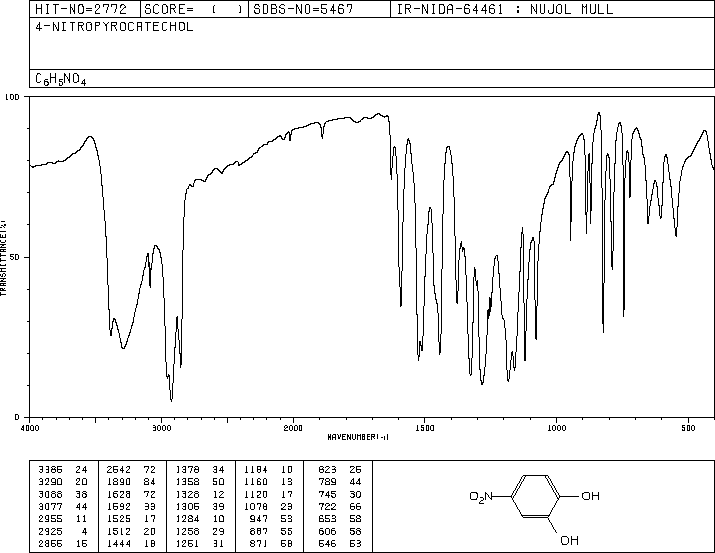 HIT-NO=2772 SCORE= ( ) SDBS-NO=5467 IR-NIDA-64461 : NUJOL MULL
4-NITROPYROCATECHOL
C6H5NO4
100
50
0
TRANSMITTANCE(%)
4000 3000 2000 1500 1000 500
WAVENUMBER(-1)
3385 24 2542 72 1378 34 1184 10 823 25
3290 20 1890 84 1358 50 1160 13 789 44
3088 38 1628 72 1328 12 1120 17 745 30
3077 44 1592 33 1305 39 1078 23 722 66
2955 11 1525 17 1284 10 947 53 653 58
2925 4 1512 20 1258 29 887 55 606 58
2855 15 1444 18 1251 31 871 58 546 53
O2N
OH
OH